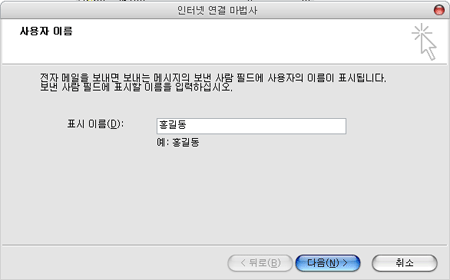 인터넷 연결 마법사
사용자 이름
전자 메일을 보내면 보내는 메시지의 보낸 사람 필드에 사용자의 이름이 표시됩니다.
보낸 사람 필드에 표시할 이름을 입력하십시오.
표시 이름(D): 홍길동
예: 홍길동
< 뒤로(B) 다음(N) > 취소